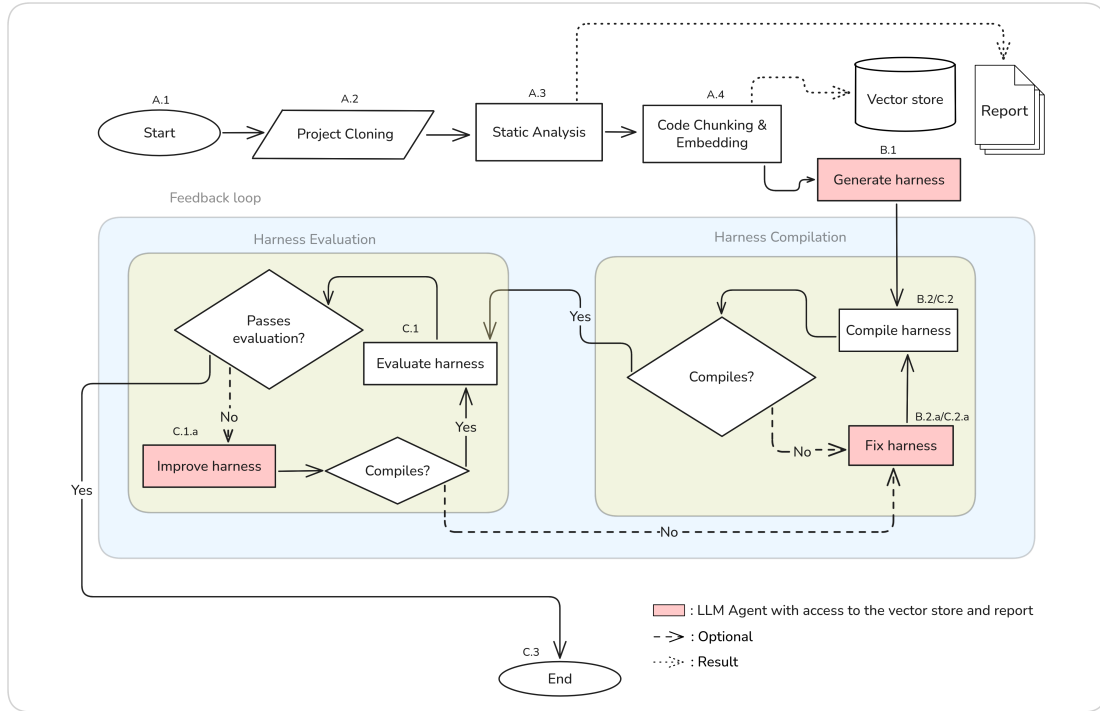 A.1
Start
A.2
Project Cloning
A.3
Static Analysis
A.4
Code Chunking &
Embedding
Vector store
Report
B.1
Generate harness
Feedback loop
Harness Evaluation
Harness Compilation
Passes
evaluation?
C.1
Evaluate harness
Yes
Compiles?
B.2/C.2
Compile harness
No
C.1.a
Improve harness
Compiles?
Yes
No
B.2.a/C.2.a
Fix harness
Yes
No
: LLM Agent with access to the vector store and report
: Optional
: Result
C.3
End